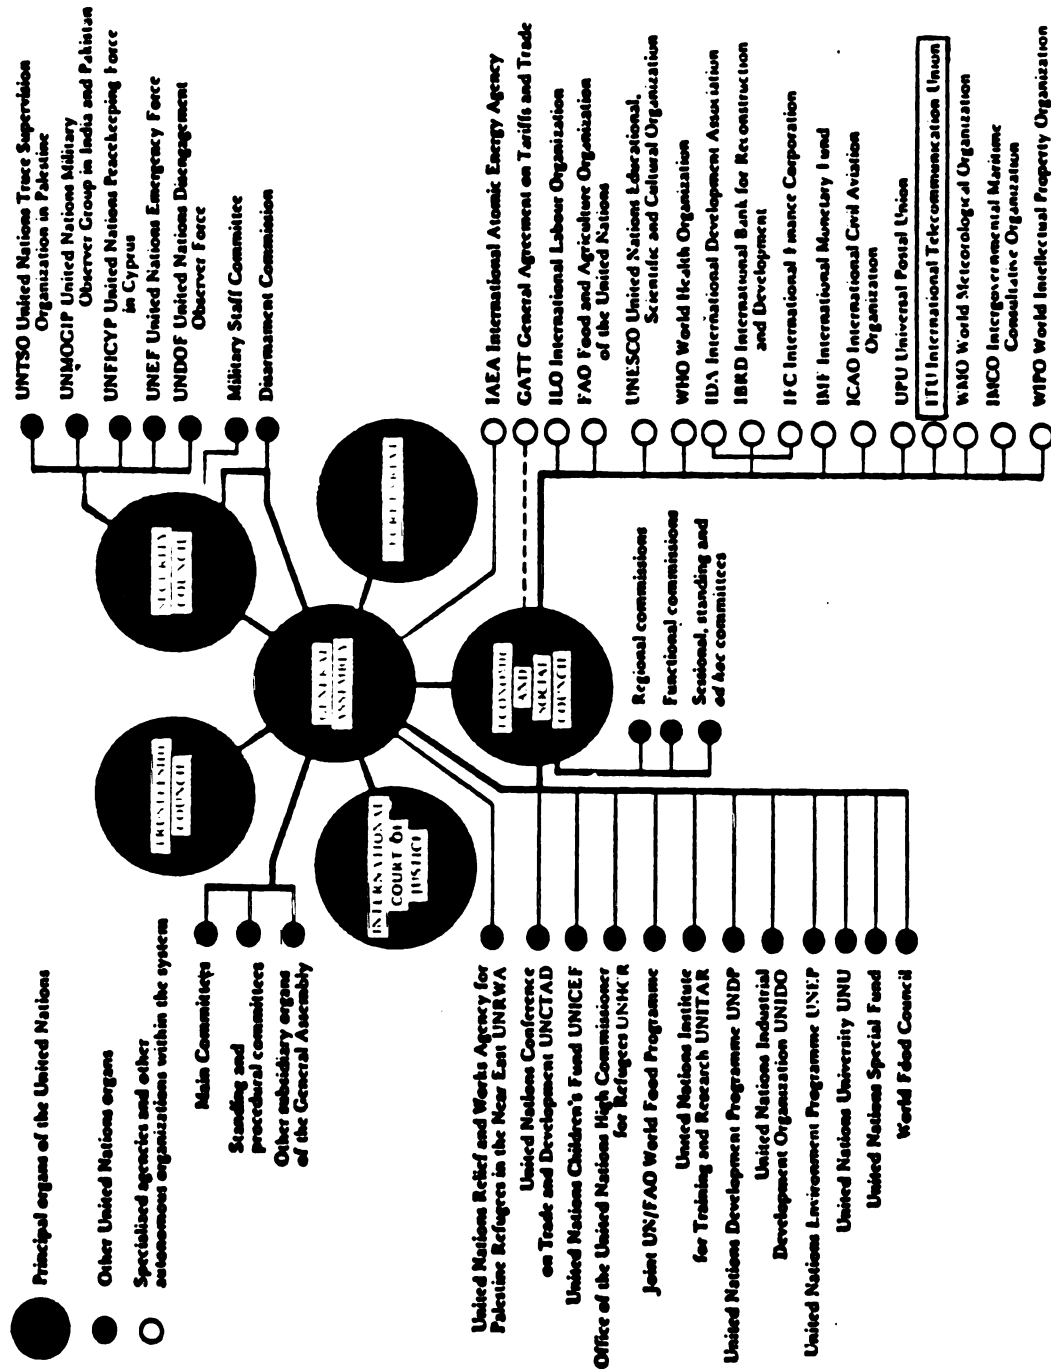 Principal organs of the United Nations
Other United Nations organs
Specialized agencies and other
autonomous organizations within the system
TRUSTEESHIP
COUNCIL
SECURITY
COUNCIL
GENERAL
ASSEMBLY
INTERNATIONAL
COURT OF
JUSTICE
SECRETARIAT
ECONOMIC
AND
SOCIAL
COUNCIL
UNTSO United Nations Truce Supervision
Organization in Palestine
UNMOGIP United Nations Military
Observer Group in India and Pakistan
UNFICYP United Nations Peacekeeping Force
in Cyprus
UNEF United Nations Emergency Force
UNDOF United Nations Disengagement
Observer Force
Military Staff Committee
Disarmament Commission
Main Committees
Standing and
procedural committees
Other subsidiary organs
of the General Assembly
United Nations Relief and Works Agency for
Palestine Refugees in the Near East UNRWA
United Nations Conference
on Trade and Development UNCTAD
United Nations Children's Fund UNICEF
Office of the United Nations High Commissioner
for Refugees UNHCR
Joint UN/FAO World Food Programme
United Nations Institute
for Training and Research UNITAR
United Nations Development Programme UNDP
United Nations Industrial
Development Organization UNIDO
United Nations Environment Programme UNEP
United Nations University UNU
United Nations Special Fund
World Food Council
Regional commissions
Functional commissions
Sessional, standing and
ad hoc committees
IAEA International Atomic Energy Agency
GATT General Agreement on Tariffs and Trade
ILO International Labour Organization
FAO Food and Agriculture Organization
of the United Nations
UNESCO United Nations Educational,
Scientific and Cultural Organization
WHO World Health Organization
IDA International Development Association
IBRD International Bank for Reconstruction
and Development
IFC International Finance Corporation
IMF International Monetary Fund
ICAO International Civil Aviation
Organization
UPU Universal Postal Union
ITU International Telecommunication Union
WMO World Meteorological Organization
IMCO Intergovernmental Maritime
Consultative Organization
WIPO World Intellectual Property Organization